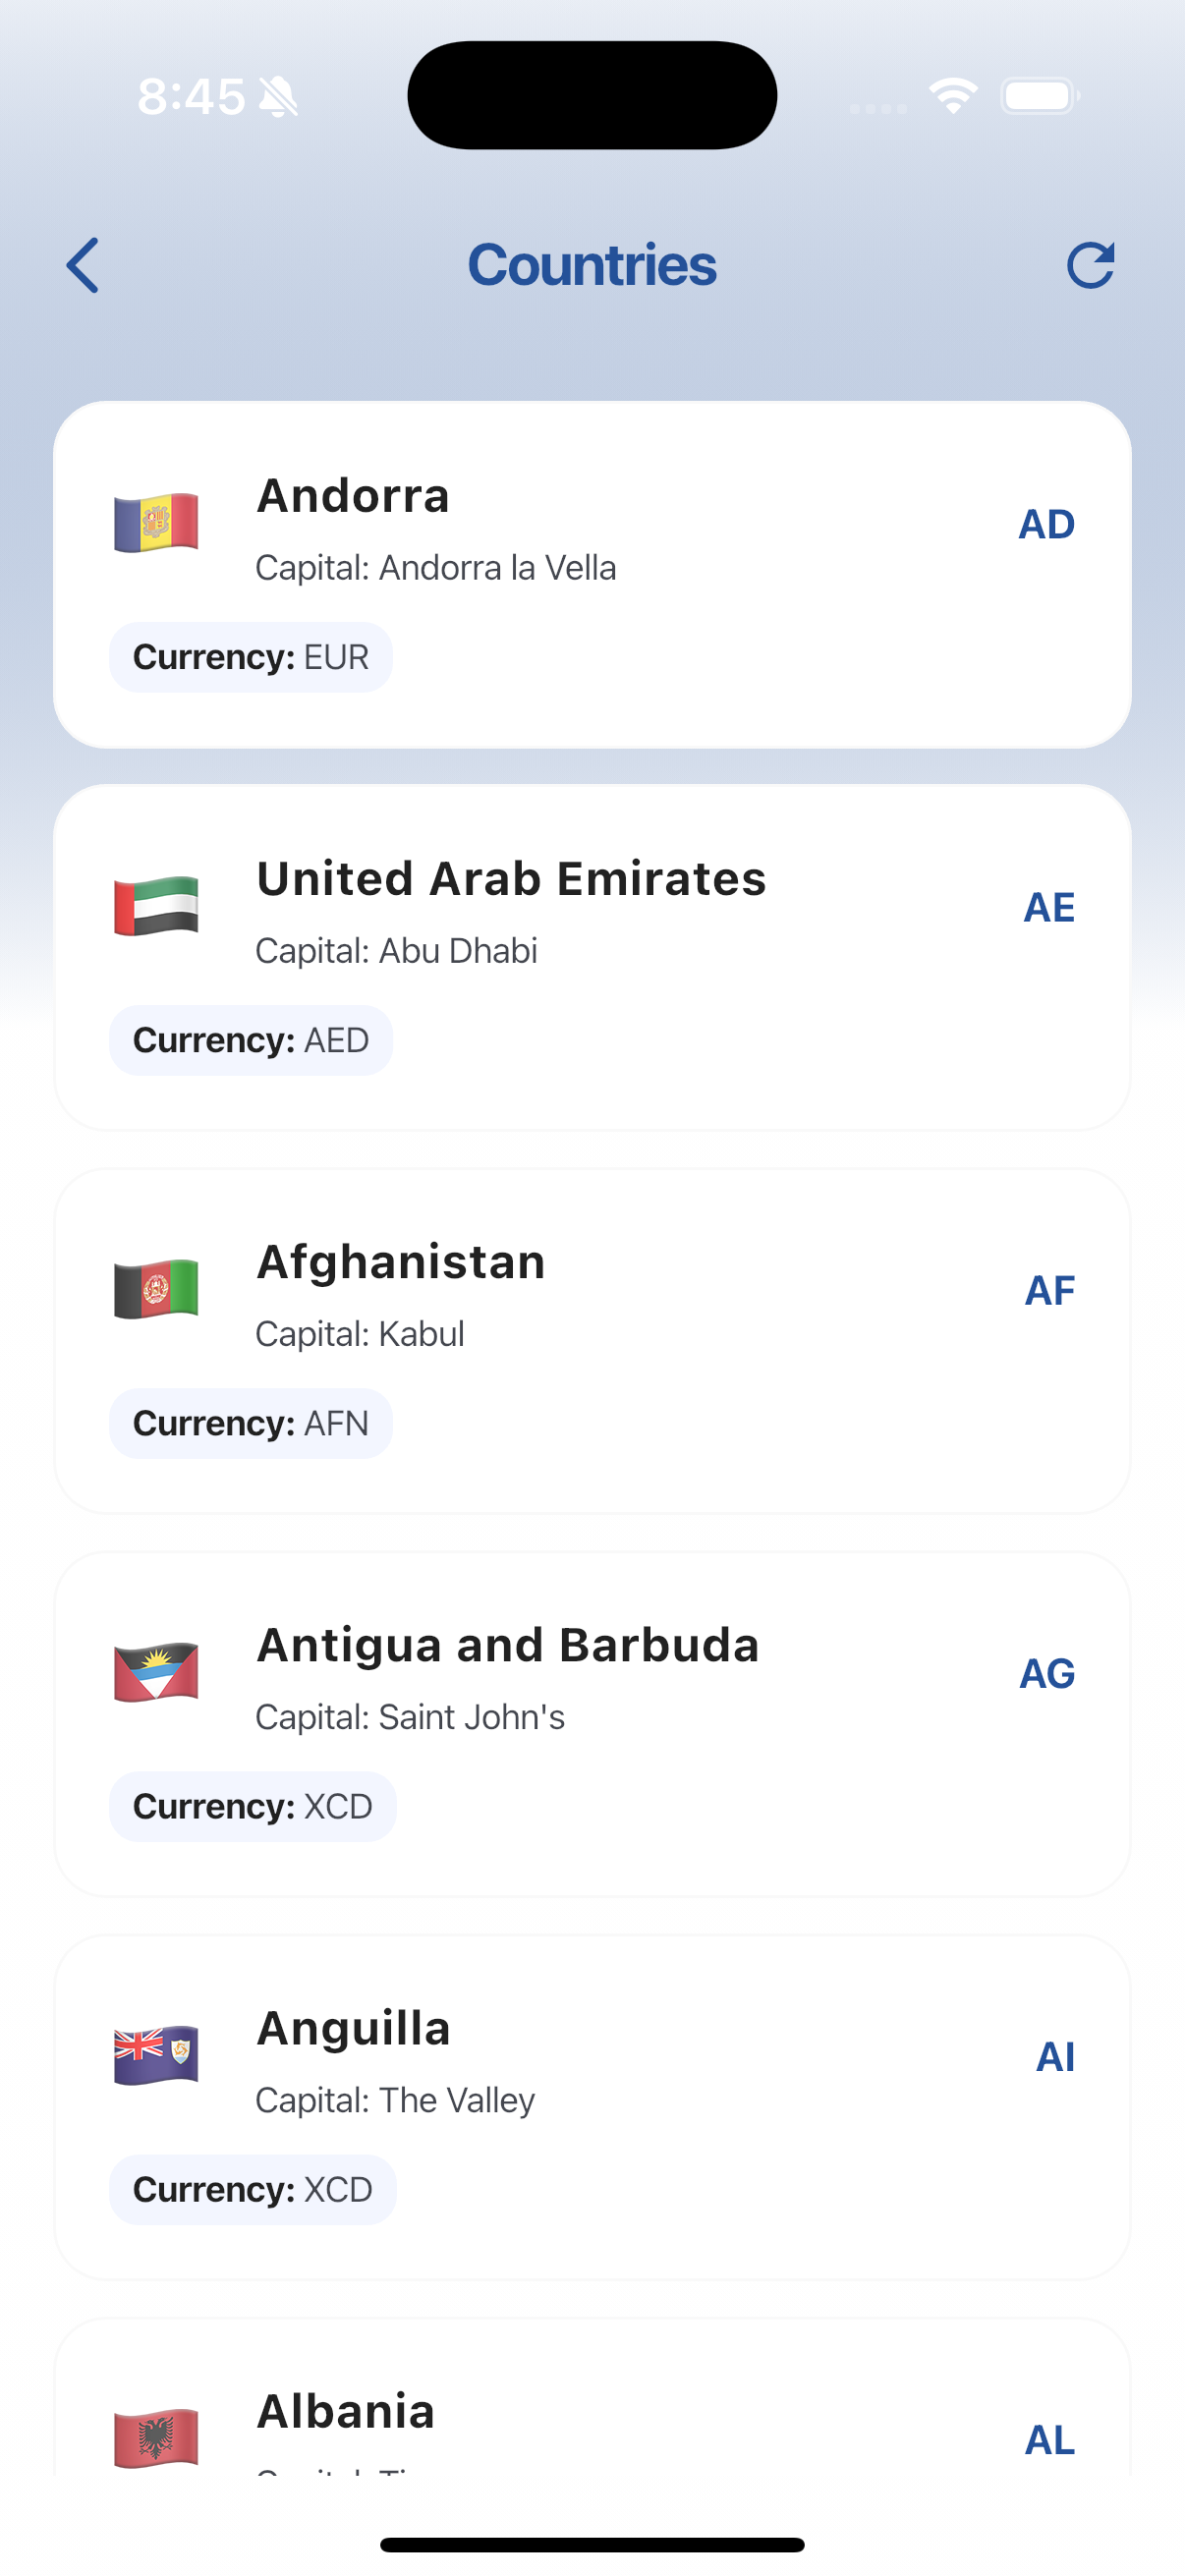 8:45
Countries
Andorra
AD
Capital: Andorra la Vella
Currency: EUR
United Arab Emirates
AE
Capital: Abu Dhabi
Currency: AED
Afghanistan
AF
Capital: Kabul
Currency: AFN
Antigua and Barbuda
AG
Capital: Saint John's
Currency: XCD
Anguilla
AI
Capital: The Valley
Currency: XCD
Albania
AL